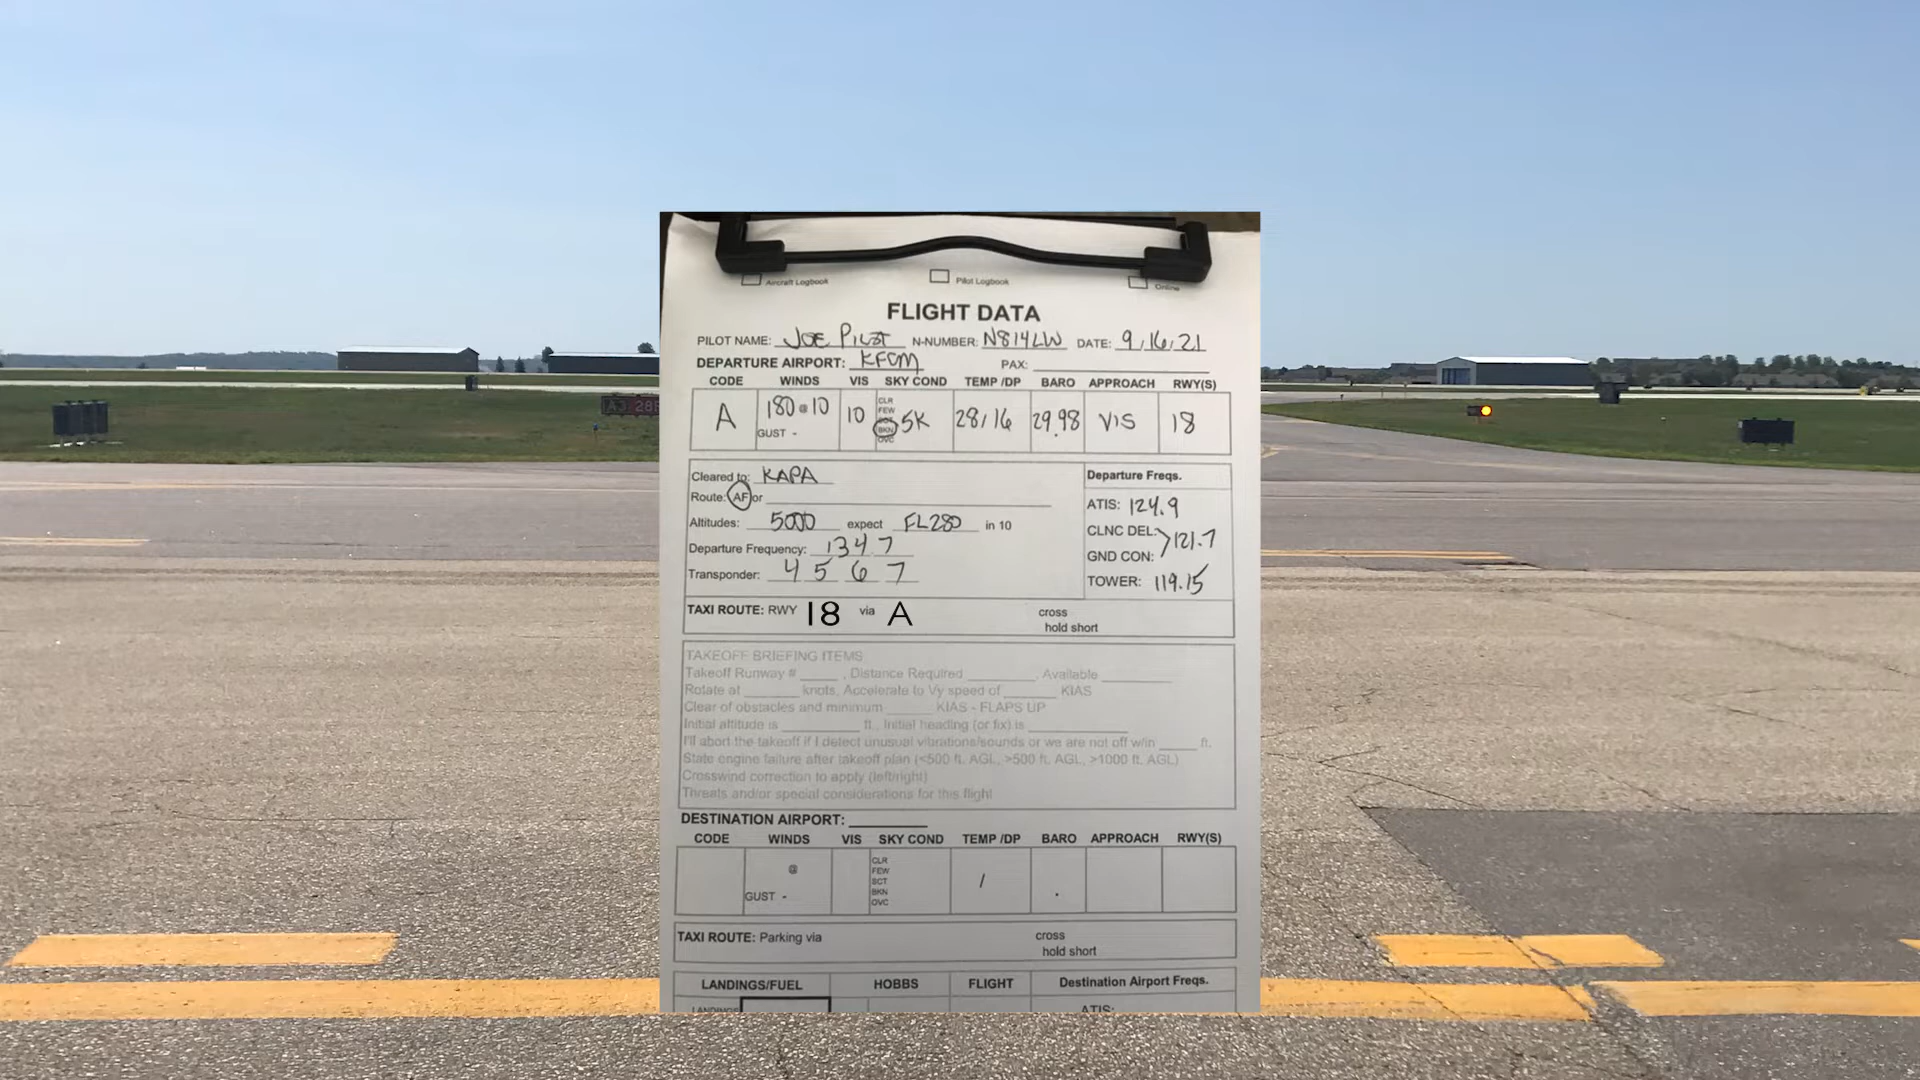 Aircraft Logbook Pilot Logbook Online
FLIGHT DATA
PILOT NAME: JOE PILOT N-NUMBER: N814LW DATE: 9,16,21
DEPARTURE AIRPORT: KFCM PAX:
CODE WINDS VIS SKY COND TEMP /DP BARO APPROACH RWY(S)
A 180 @ 10 10 CLR FEW SCT BKN OVC 5K 28/16 29.98 VIS 18
GUST -
Cleared to: KAPA
Route: AF or
Altitudes: 5000 expect FL280 in 10
Departure Frequency: 134.7
Transponder: 4 5 6 7
Departure Freqs.
ATIS: 124.9
CLNC DEL: 121.7
GND CON:
TOWER: 119.15
TAXI ROUTE: RWY 18 via A cross
hold short
TAKEOFF BRIEFING ITEMS
Takeoff Runway # , Distance Required , Available
Rotate at knots, Accelerate to Vy speed of KIAS
Clear of obstacles and minimum KIAS - FLAPS UP
Initial altitude is ft., Initial heading (or fix) is
I'll abort the takeoff if I detect unusual vibrations/sounds or we are not off w/in ft.
State engine failure after takeoff plan (<500 ft. AGL, >500 ft. AGL, >1000 ft. AGL)
Crosswind correction to apply (left/right)
Threats and/or special considerations for this flight
DESTINATION AIRPORT:
CODE WINDS VIS SKY COND TEMP /DP BARO APPROACH RWY(S)
@ CLR FEW SCT BKN OVC / .
GUST -
TAXI ROUTE: Parking via cross
hold short
LANDINGS/FUEL HOBBS FLIGHT Destination Airport Freqs.
LANDINGS ATIS: